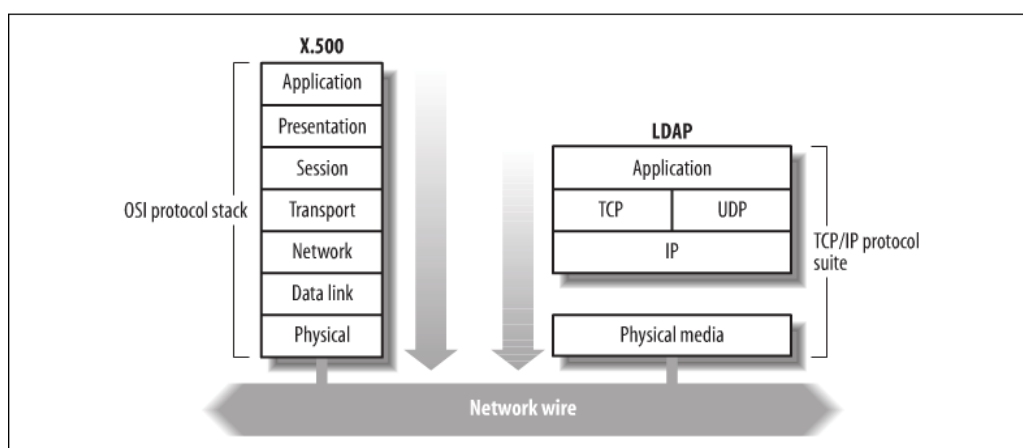 X.500
Application
Presentation
Session
Transport
Network
Data link
Physical
OSI protocol stack
LDAP
Application
TCP UDP
IP
Physical media
TCP/IP protocol
suite
Network wire